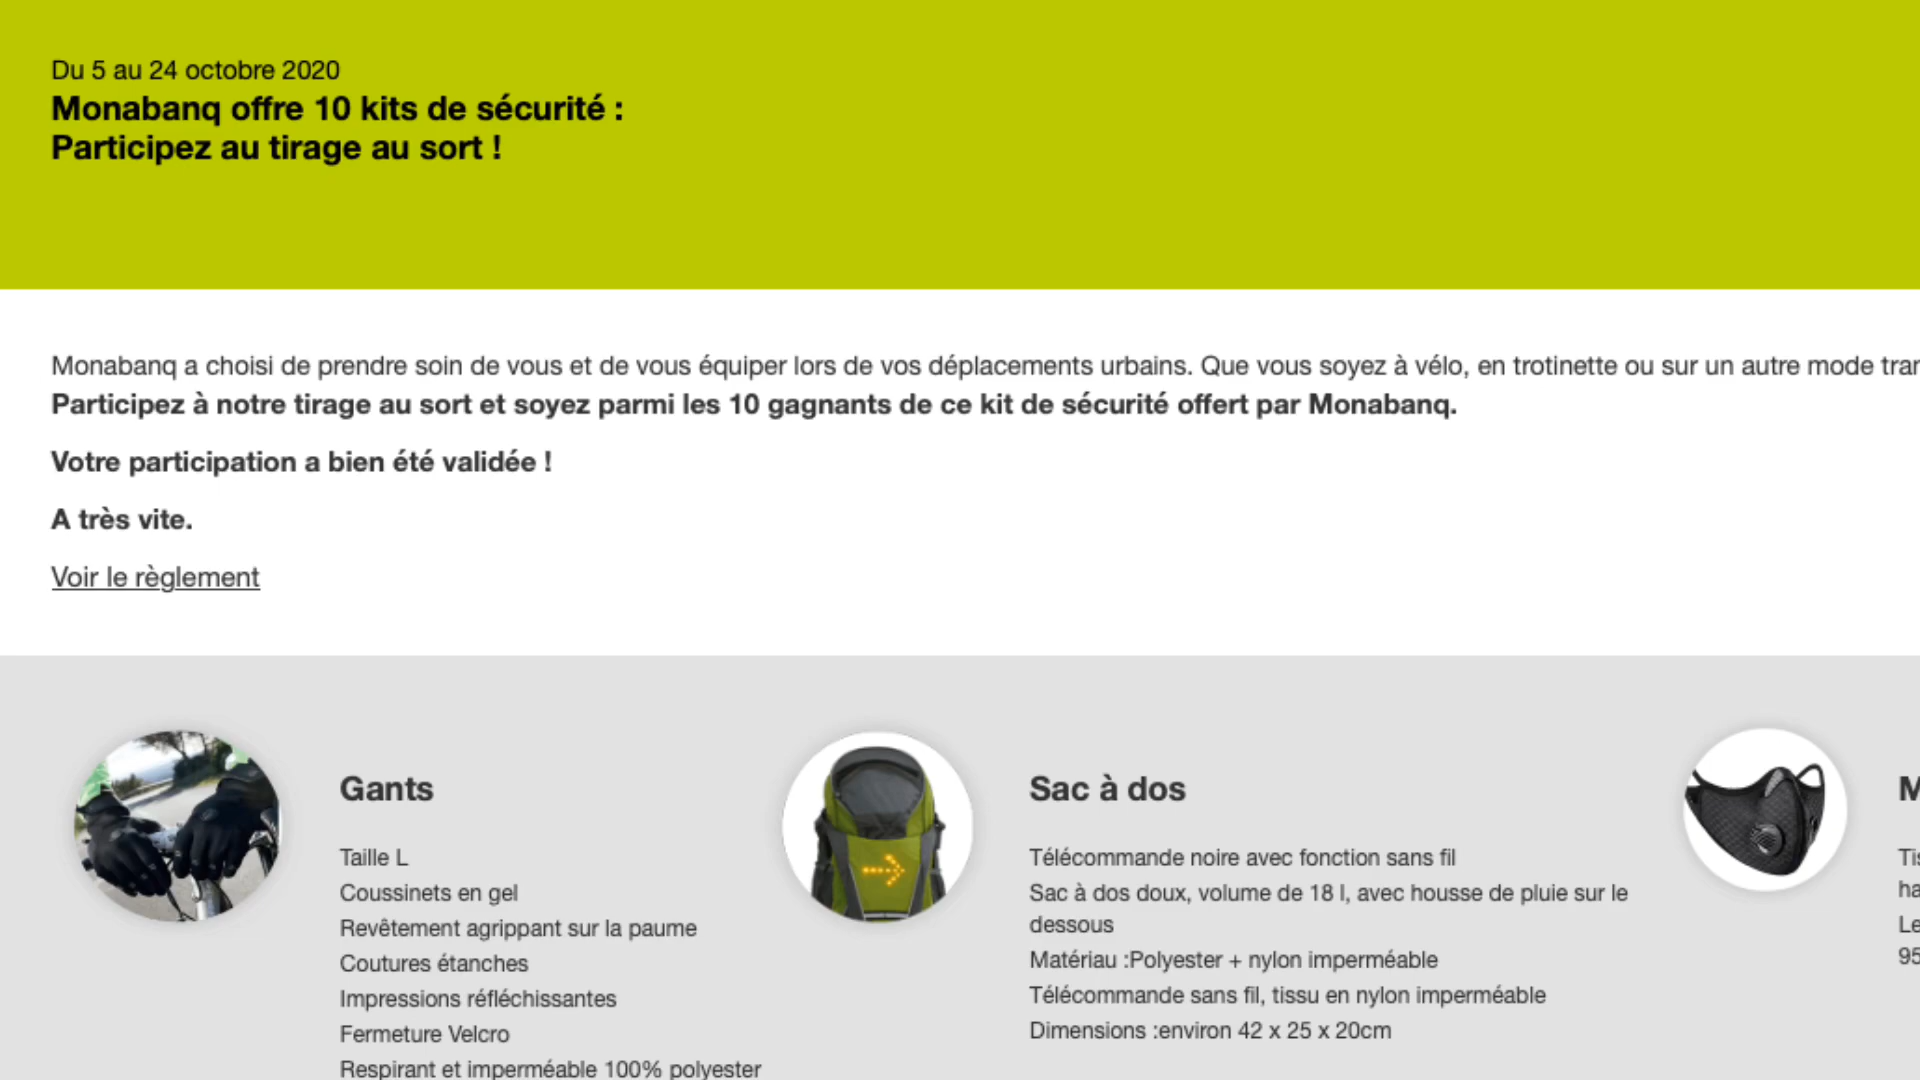 Du 5 au 24 octobre 2020
Monabanq offre 10 kits de sécurité :
Participez au tirage au sort !
Monabanq a choisi de prendre soin de vous et de vous équiper lors de vos déplacements urbains. Que vous soyez à vélo, en trotinette ou sur un autre mode
Participez à notre tirage au sort et soyez parmi les 10 gagnants de ce kit de sécurité offert par Monabanq.
Votre participation a bien été validée !
A très vite.
Voir le règlement
Gants
Taille L
Coussinets en gel
Revêtement agrippant sur la paume
Coutures étanches
Impressions réfléchissantes
Fermeture Velcro
Respirant et imperméable 100% polyester
Sac à dos
Télécommande noire avec fonction sans fil
Sac à dos doux, volume de 18 l, avec housse de pluie sur le
dessous
Matériau :Polyester + nylon imperméable
Télécommande sans fil, tissu en nylon imperméable
Dimensions :environ 42 x 25 x 20cm